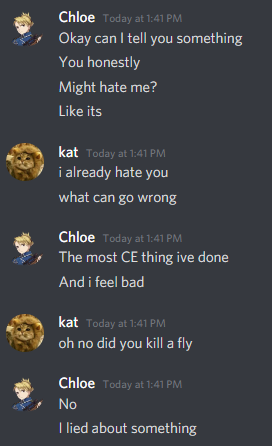 Chloe Today at 1:41 PM
Okay can I tell you something
You honestly
Might hate me?
Like its
kat Today at 1:41 PM
i already hate you
what can go wrong
Chloe Today at 1:41 PM
The most CE thing ive done
And i feel bad
kat Today at 1:41 PM
oh no did you kill a fly
Chloe Today at 1:41 PM
No
I lied about something